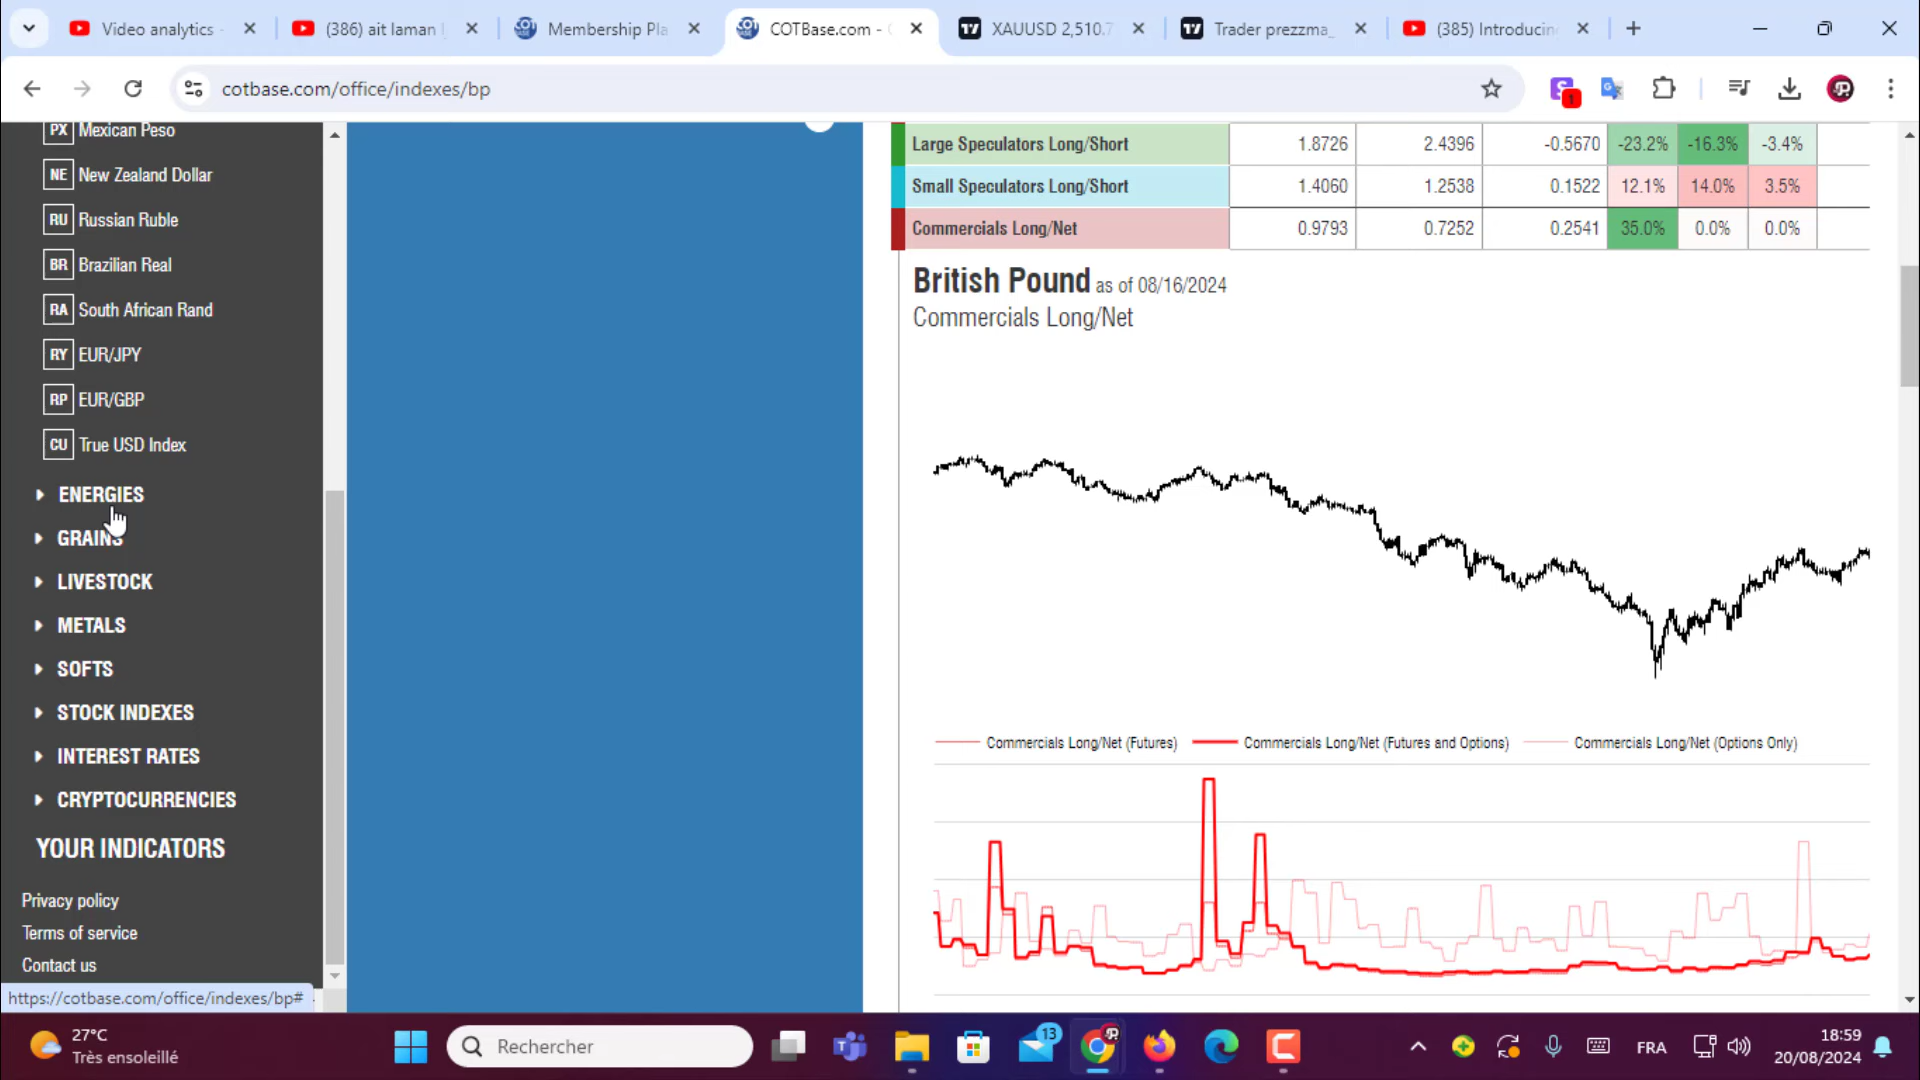 Video analytics -
(386) ait laman
Membership Pla
COTBase.com -
XAUUSD 2,510.7
Trader prezzma_
(385) Introducin
cotbase.com/office/indexes/bp
1
PX Mexican Peso
NE New Zealand Dollar
RU Russian Ruble
BR Brazilian Real
RA South African Rand
RY EUR/JPY
RP EUR/GBP
CU True USD Index
ENERGIES
GRAINS
LIVESTOCK
METALS
SOFTS
STOCK INDEXES
INTEREST RATES
CRYPTOCURRENCIES
YOUR INDICATORS
Privacy policy
Terms of service
Contact us
https://cotbase.com/office/indexes/bp#
Large Speculators Long/Short 1.8726 2.4396 -0.5670 -23.2% -16.3% -3.4%
Small Speculators Long/Short 1.4060 1.2538 0.1522 12.1% 14.0% 3.5%
Commercials Long/Net 0.9793 0.7252 0.2541 35.0% 0.0% 0.0%
British Pound as of 08/16/2024
Commercials Long/Net
Commercials Long/Net (Futures) Commercials Long/Net (Futures and Options) Commercials Long/Net (Options Only)
27°C
Très ensoleillé
Rechercher
13
FRA
18:59
20/08/2024